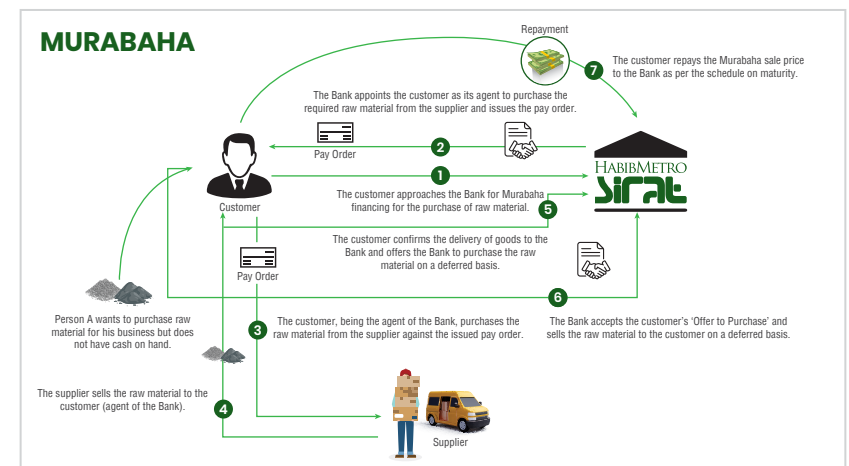 MURABAHA
Repayment
7
The customer repays the Murabaha sale price
to the Bank as per the schedule on maturity.
The Bank appoints the customer as its agent to purchase the
required raw material from the supplier and issues the pay order.
Pay Order
2
HABIBMETRO
Sirat
1
Customer
The customer approaches the Bank for Murabaha
financing for the purchase of raw material.
5
The customer confirms the delivery of goods to the
Bank and offers the Bank to purchase the raw
material on a deferred basis.
Pay Order
6
Person A wants to purchase raw
material for his business but does
not have cash on hand.
3
The customer, being the agent of the Bank, purchases the
raw material from the supplier against the issued pay order.
The Bank accepts the customer's ‘Offer to Purchase’ and
sells the raw material to the customer on a deferred basis.
The supplier sells the raw material to the
customer (agent of the Bank).
4
Supplier